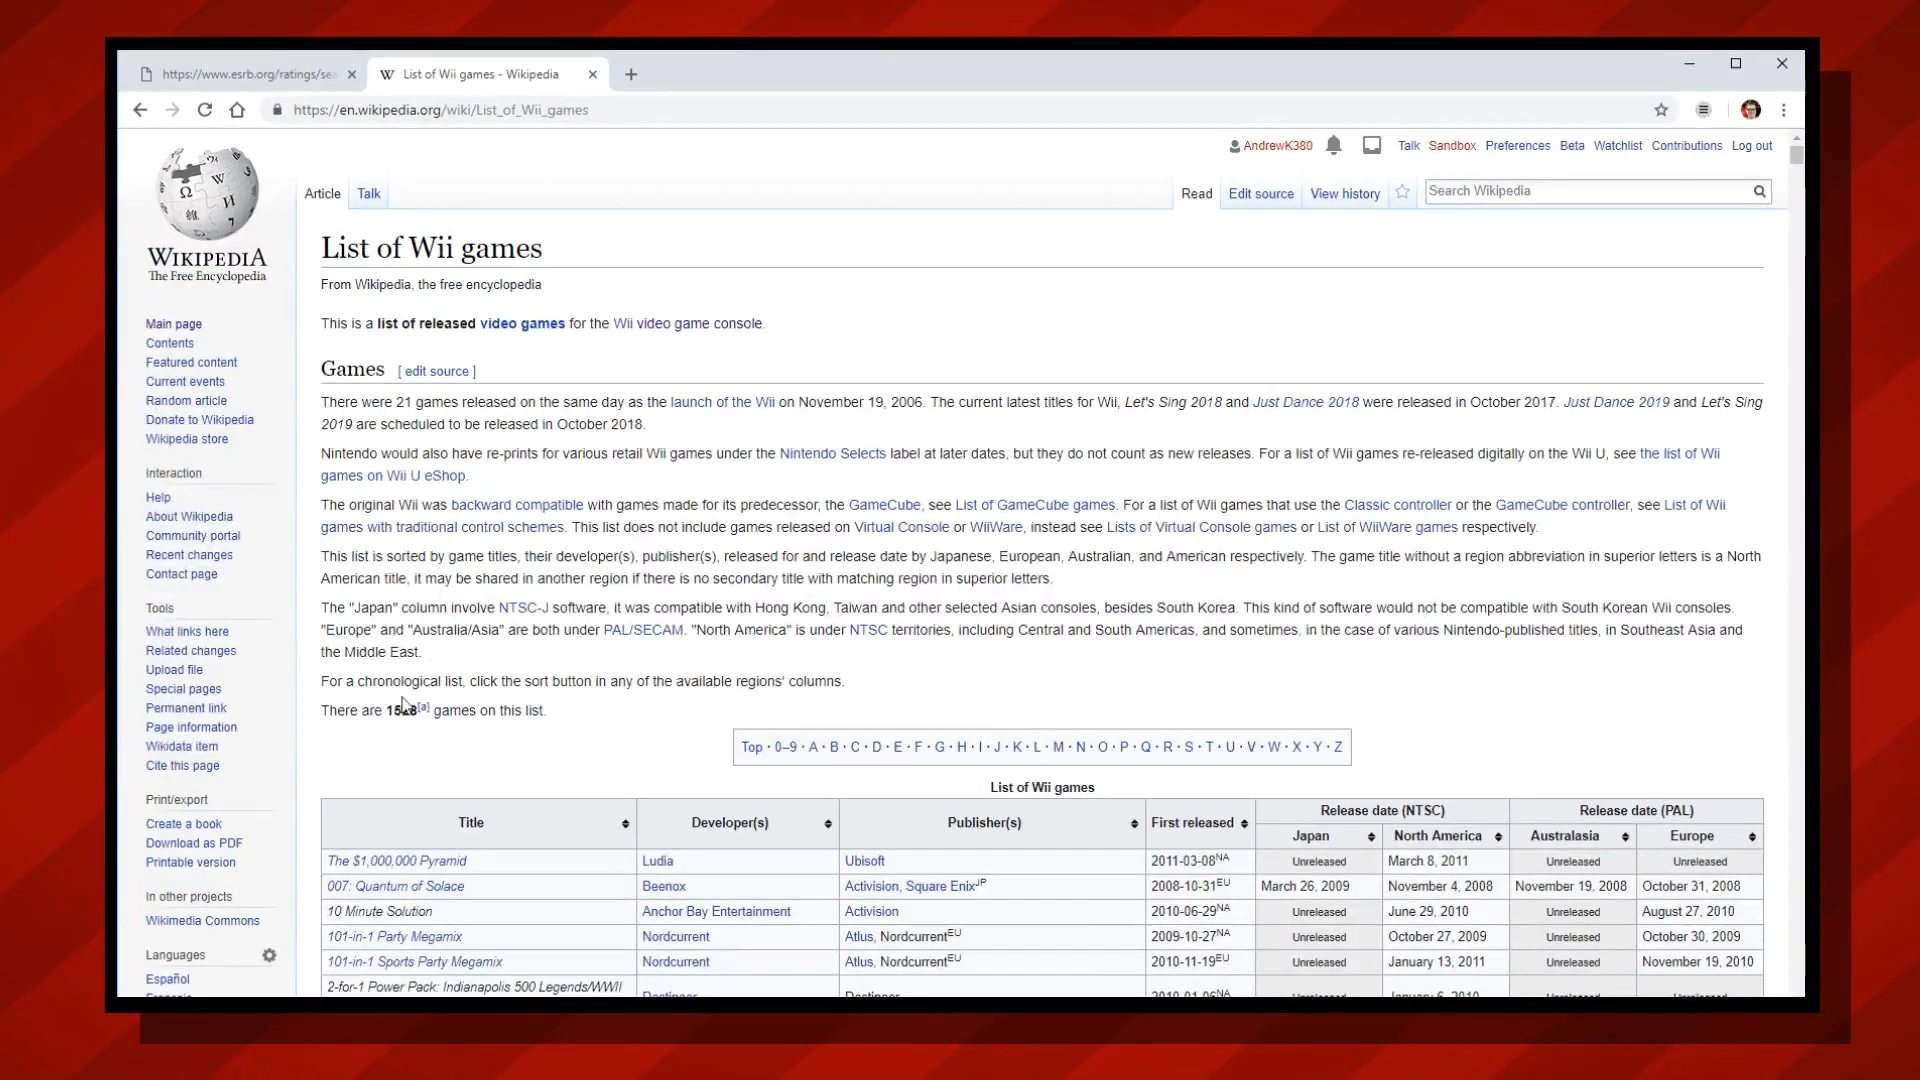 https://www.esrb.org/ratings/sea
List of Wii games - Wikipedia
https://en.wikipedia.org/wiki/List_of_Wii_games
AndrewK380 Talk Sandbox Preferences Beta Watchlist Contributions Log out
Article Talk Read Edit source View history Search Wikipedia
WIKIPEDIA
The Free Encyclopedia
Main page
Contents
Featured content
Current events
Random article
Donate to Wikipedia
Wikipedia store
Interaction
Help
About Wikipedia
Community portal
Recent changes
Contact page
Tools
What links here
Related changes
Upload file
Special pages
Permanent link
Page information
Wikidata item
Cite this page
Print/export
Create a book
Download as PDF
Printable version
In other projects
Wikimedia Commons
Languages
Español
List of Wii games
From Wikipedia, the free encyclopedia
This is a list of released video games for the Wii video game console.
Games [ edit source ]
There were 21 games released on the same day as the launch of the Wii on November 19, 2006. The current latest titles for Wii, Let's Sing 2018 and Just Dance 2018 were released in October 2017. Just Dance 2019 and Let's Sing
2019 are scheduled to be released in October 2018.
Nintendo would also have re-prints for various retail Wii games under the Nintendo Selects label at later dates, but they do not count as new releases. For a list of Wii games re-released digitally on the Wii U, see the list of Wii
games on Wii U eShop.
The original Wii was backward compatible with games made for its predecessor, the GameCube, see List of GameCube games. For a list of Wii games that use the Classic controller or the GameCube controller, see List of Wii
games with traditional control schemes. This list does not include games released on Virtual Console or WiiWare, instead see Lists of Virtual Console games or List of WiiWare games respectively.
This list is sorted by game titles, their developer(s), publisher(s), released for and release date by Japanese, European, Australian, and American respectively. The game title without a region abbreviation in superior letters is a North
American title, it may be shared in another region if there is no secondary title with matching region in superior letters.
The "Japan" column involve NTSC-J software, it was compatible with Hong Kong, Taiwan and other selected Asian consoles, besides South Korea. This kind of software would not be compatible with South Korean Wii consoles.
"Europe" and "Australia/Asia" are both under PAL/SECAM. "North America" is under NTSC territories, including Central and South Americas, and sometimes, in the case of various Nintendo-published titles, in Southeast Asia and
the Middle East.
For a chronological list, click the sort button in any of the available regions' columns.
There are [a] games on this list.
Top · 0–9 · A · B · C · D · E · F · G · H · I · J · K · L · M · N · O · P · Q · R · S · T · U · V · W · X · Y · Z
List of Wii games
Title Developer(s) Publisher(s) First released Release date (NTSC) Release date (PAL)
Japan North America Australasia Europe
The $1,000,000 Pyramid Ludia Ubisoft 2011-03-08NA Unreleased March 8, 2011 Unreleased Unreleased
007: Quantum of Solace Beenox Activision, Square EnixJP 2008-10-31EU March 26, 2009 November 4, 2008 November 19, 2008 October 31, 2008
10 Minute Solution Anchor Bay Entertainment Activision 2010-06-29NA Unreleased June 29, 2010 Unreleased August 27, 2010
101-in-1 Party Megamix Nordcurrent Atlus, NordcurrentEU 2009-10-27NA Unreleased October 27, 2009 Unreleased October 30, 2009
101-in-1 Sports Party Megamix Nordcurrent Atlus, NordcurrentEU 2010-11-19EU Unreleased January 13, 2011 Unreleased November 19, 2010
2-for-1 Power Pack: Indianapolis 500 Legends/WWII